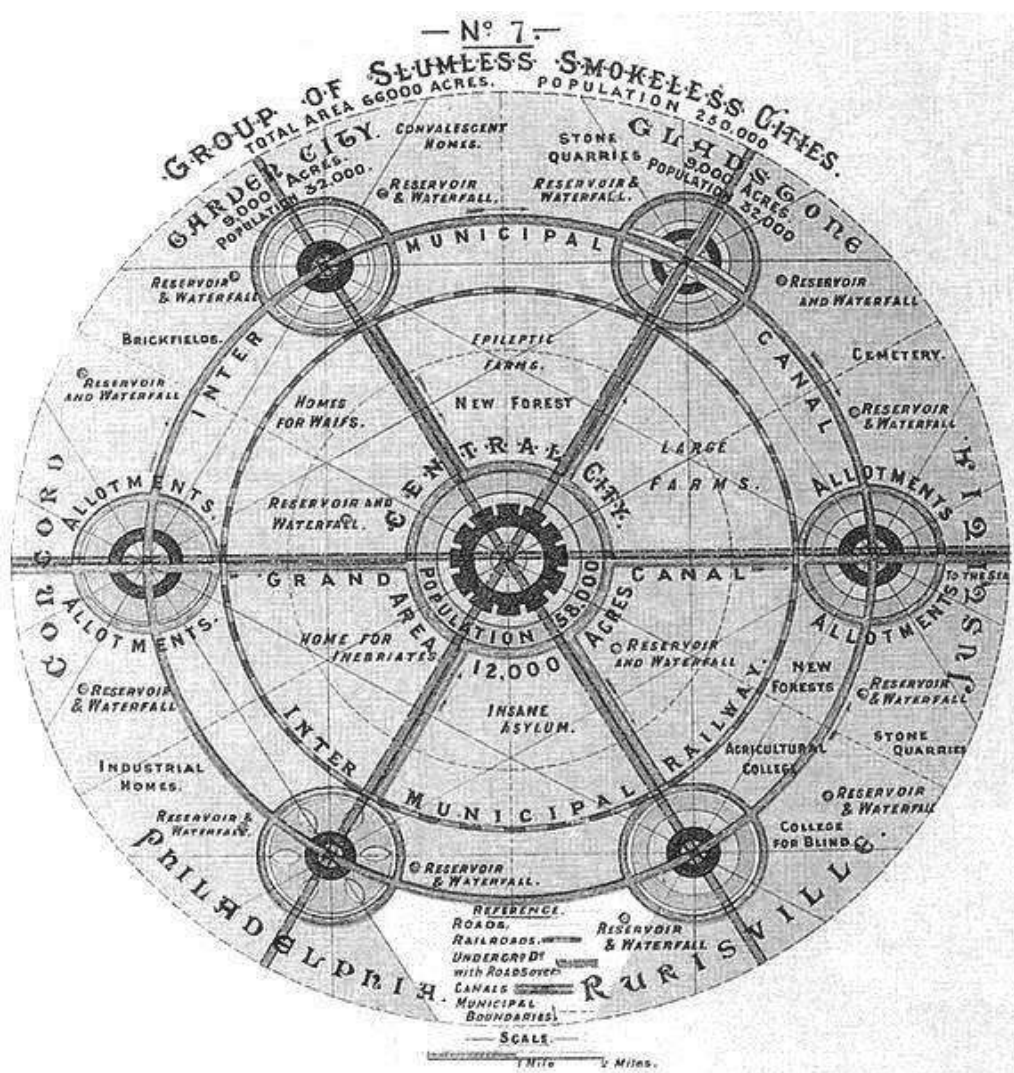 — Nº 7. —
GROUP OF SLUMLESS SMOKELESS CITIES.
TOTAL AREA 66,000 ACRES. POPULATION 250,000
GARDEN CITY.
9,000 ACRES.
POPULATION 32,000.
CONVALESCENT
HOMES.
STONE
QUARRIES
GLADSTONE
9,000 ACRES.
POPULATION 32,000
RESERVOIR
& WATERFALL.
RESERVOIR &
WATERFALL.
INTER MUNICIPAL CANAL
RESERVOIR
& WATERFALL
RESERVOIR
AND WATERFALL
BRICKFIELDS.
EPILEPTIC
FARMS.
CEMETERY.
RESERVOIR
AND WATERFALL
HOMES
FOR WAIFS.
NEW FOREST
RESERVOIR
& WATERFALL
LARGE
FARMS.
CENTRAL CITY.
CONCORD
ALLOTMENTS.
RESERVOIR AND
WATERFALL.
ALLOTMENTS
JUSTITIA
GRAND CANAL
TO THE SEA
POPULATION 58,000
AREA 12,000 ACRES
ALLOTMENTS.
ALLOTMENTS
HOME FOR
INEBRIATES
RESERVOIR
AND WATERFALL
RESERVOIR
& WATERFALL
NEW
FORESTS
RESERVOIR
& WATERFALL
INSANE
ASYLUM.
STONE
QUARRIES
AGRICULTURAL
COLLEGE
INTER MUNICIPAL RAILWAY.
INDUSTRIAL
HOMES.
RESERVOIR
& WATERFALL
RESERVOIR &
WATERFALL
COLLEGE
FOR BLIND
RESERVOIR
& WATERFALL.
PHILADELPHIA.
RURISVILLE.
RESERVOIR
& WATERFALL
REFERENCE.
ROADS,
RAILROADS.
UNDERGRO Dº
with ROADS over
CANALS
MUNICIPAL
BOUNDARIES.
— SCALE. —
1 Mile 2 Miles.